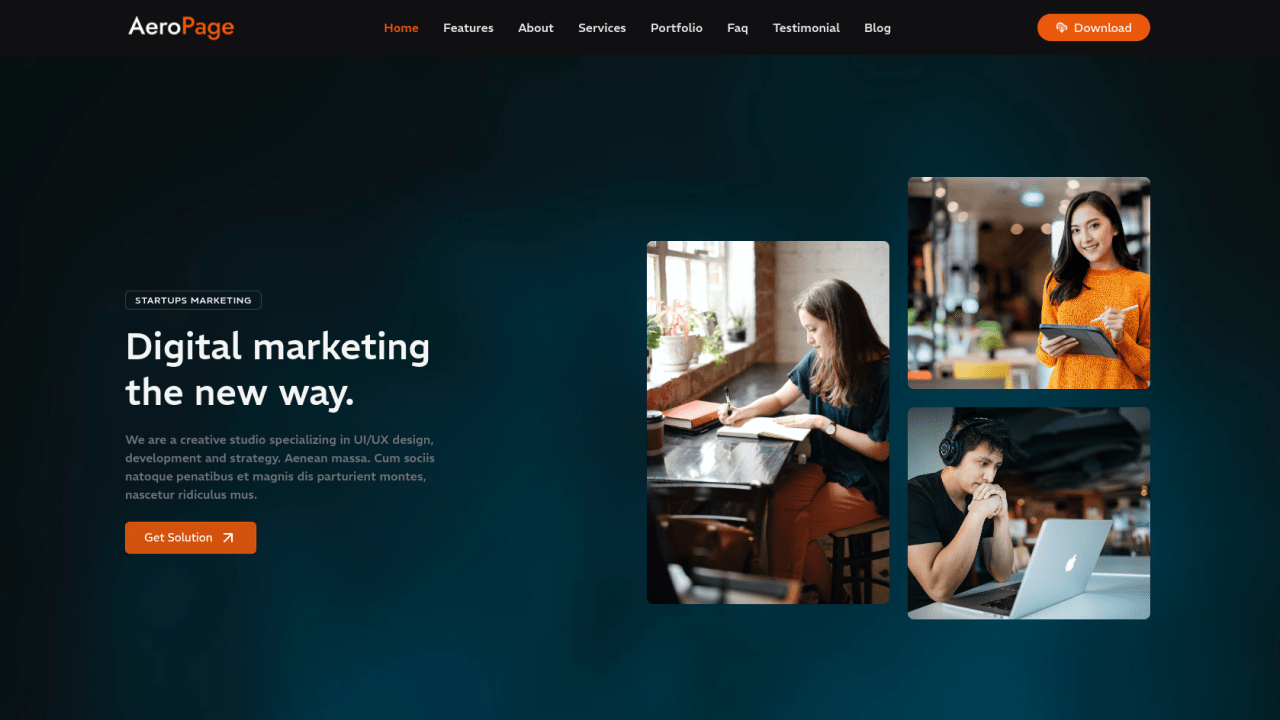 AeroPage
Home
Features
About
Services
Portfolio
Faq
Testimonial
Blog
Download
STARTUPS MARKETING
Digital marketing
the new way.
We are a creative studio specializing in UI/UX design,
development and strategy. Aenean massa. Cum sociis
natoque penatibus et magnis dis parturient montes,
nascetur ridiculus mus.
Get Solution